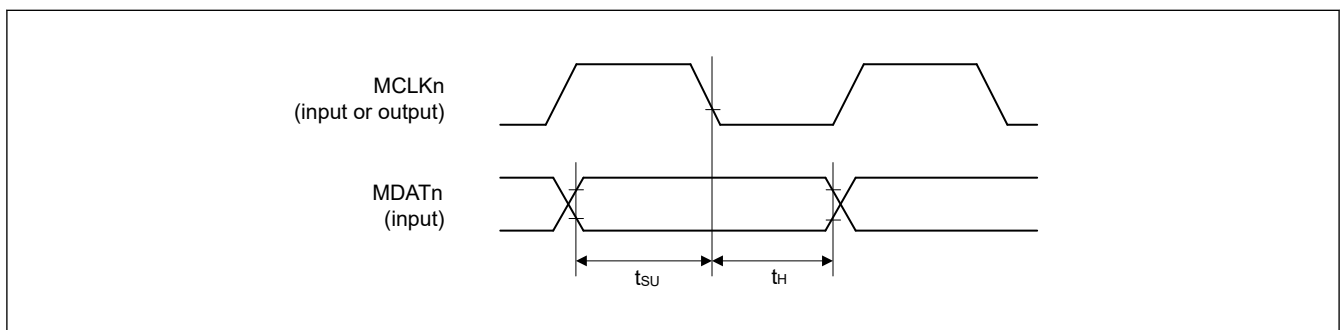 MCLKn
(input or output)
MDATn
(input)
tSU
tH